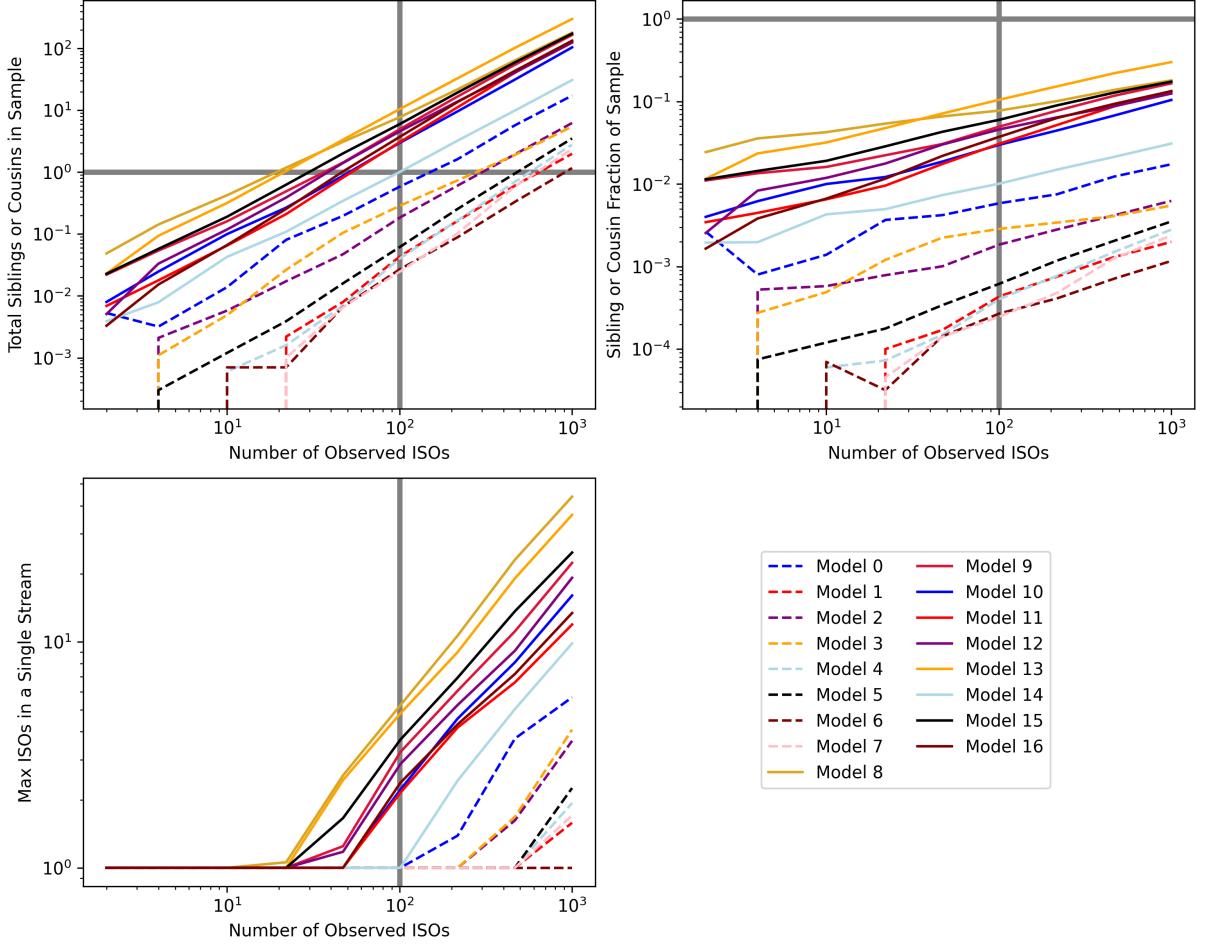 Total Siblings or Cousins in Sample
10²
10¹
10⁰
10⁻¹
10⁻²
10⁻³
10¹ 10² 10³
Number of Observed ISOs
Sibling or Cousin Fraction of Sample
10⁰
10⁻¹
10⁻²
10⁻³
10⁻⁴
10¹ 10² 10³
Number of Observed ISOs
Max ISOs in a Single Stream
10¹
10⁰
10¹ 10² 10³
Number of Observed ISOs
Model 0
Model 1
Model 2
Model 3
Model 4
Model 5
Model 6
Model 7
Model 8
Model 9
Model 10
Model 11
Model 12
Model 13
Model 14
Model 15
Model 16